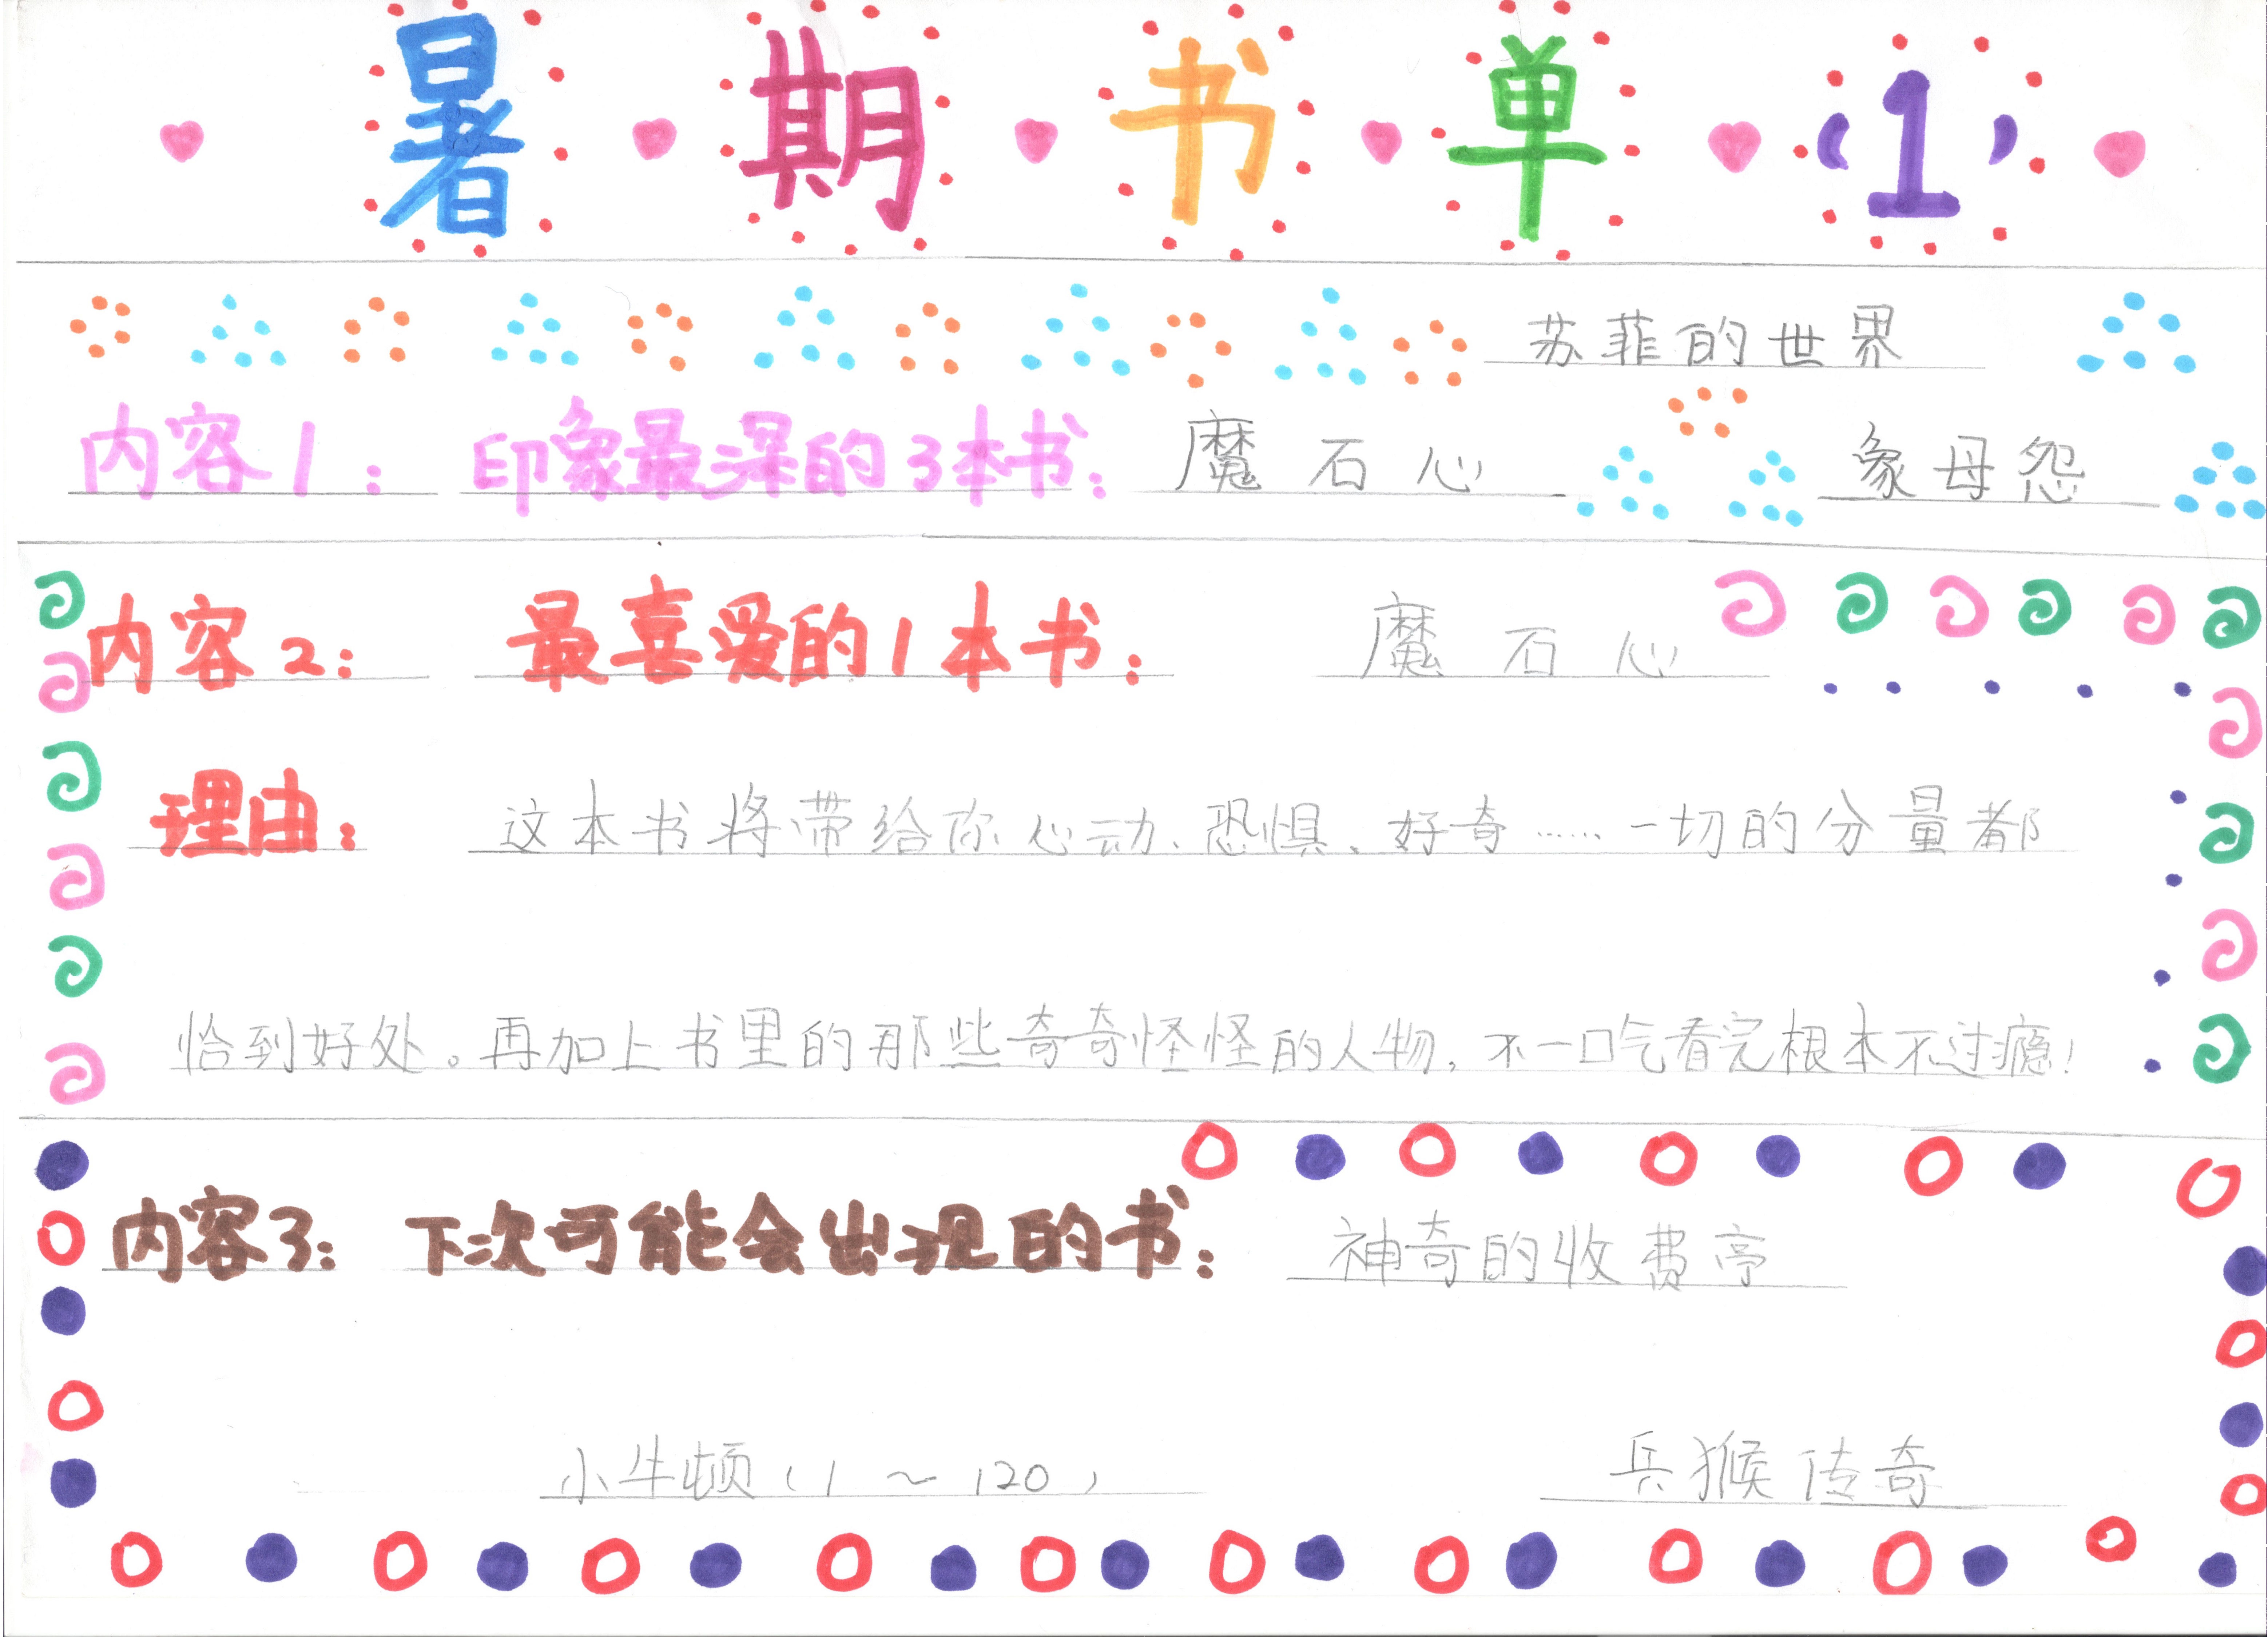 暑期书单（1）
苏菲的世界
内容1： 印象最深的3本书： 魔石心 象母怨
内容2： 最喜爱的1本书： 魔石心
理由： 这本书将带给你心动、恐惧、好奇……一切的分量都
恰到好处。再加上书里的那些奇奇怪怪的人物，不一口气看完根本不过瘾！
内容3： 下次可能会出现的书： 神奇的收费亭
小牛顿（1～120） 兵猴传奇